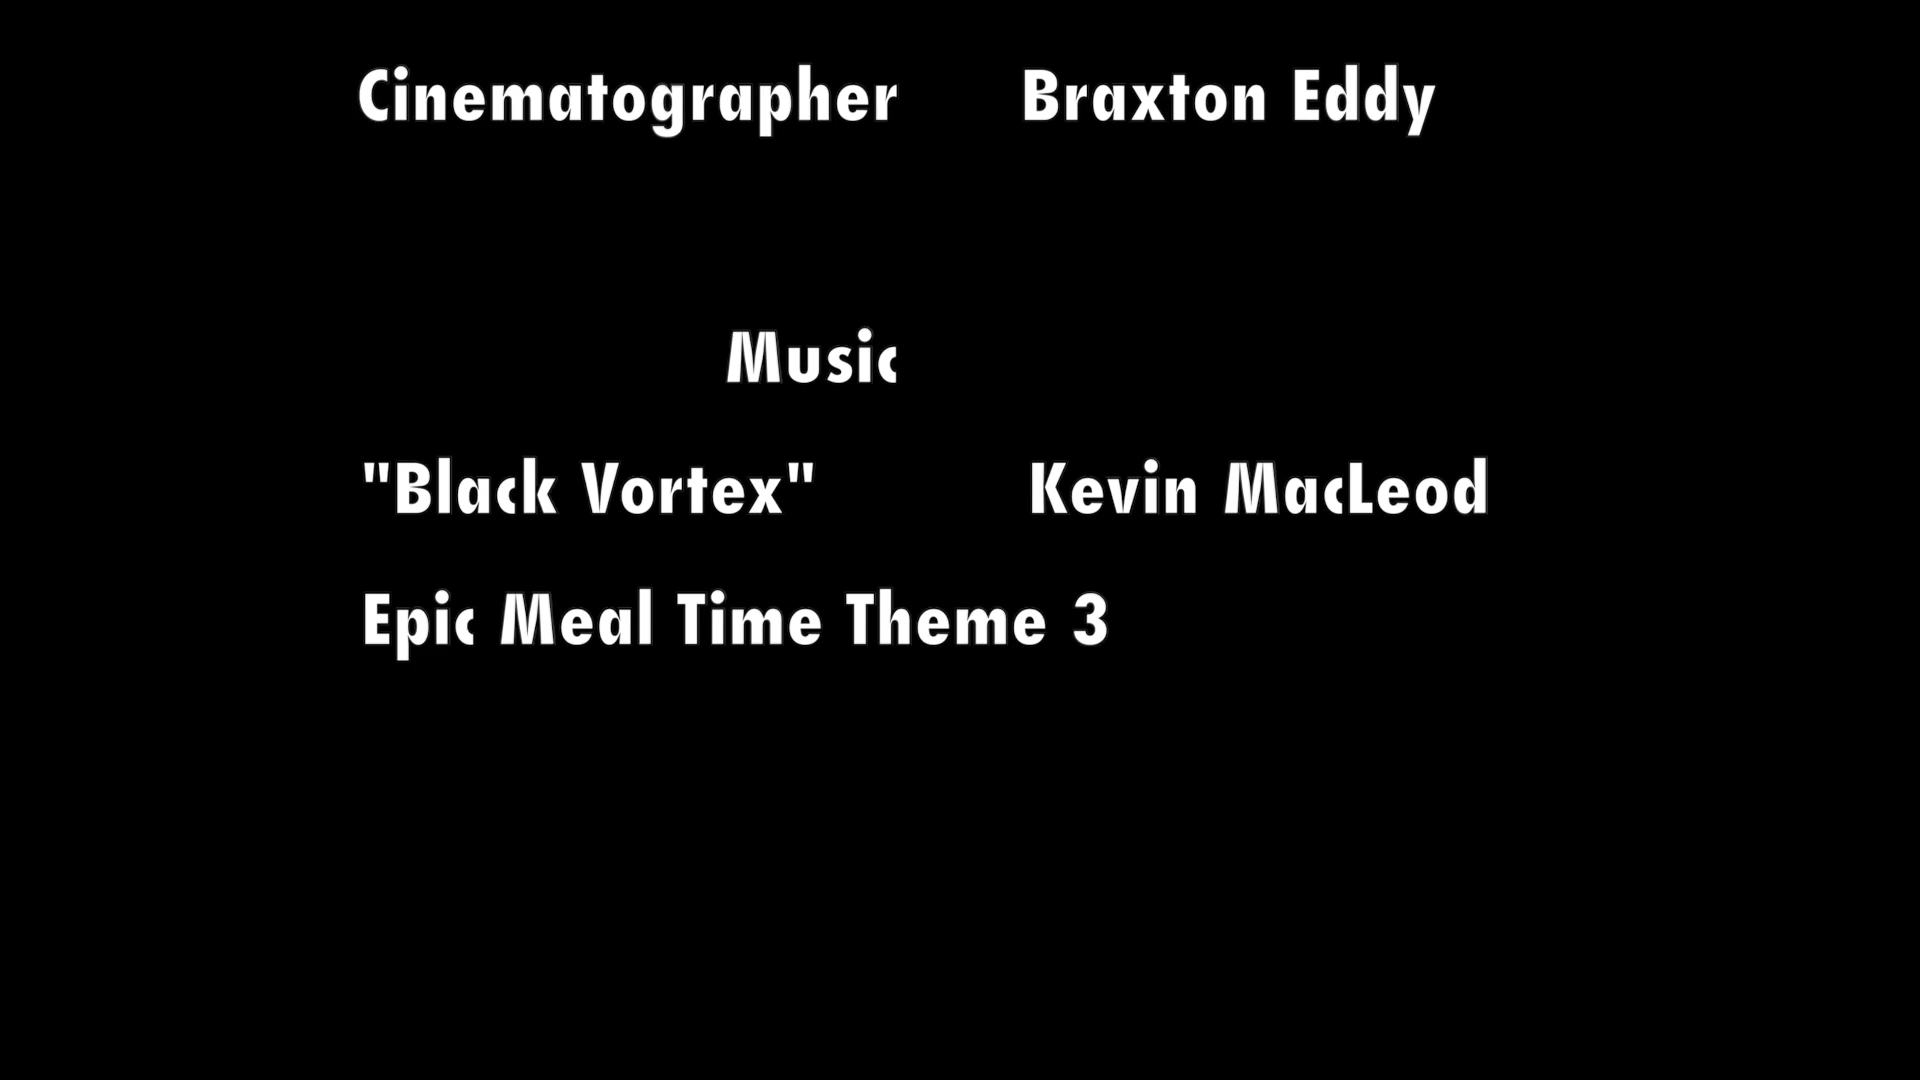 Cinematographer Braxton Eddy
Music
"Black Vortex" Kevin MacLeod
Epic Meal Time Theme 3